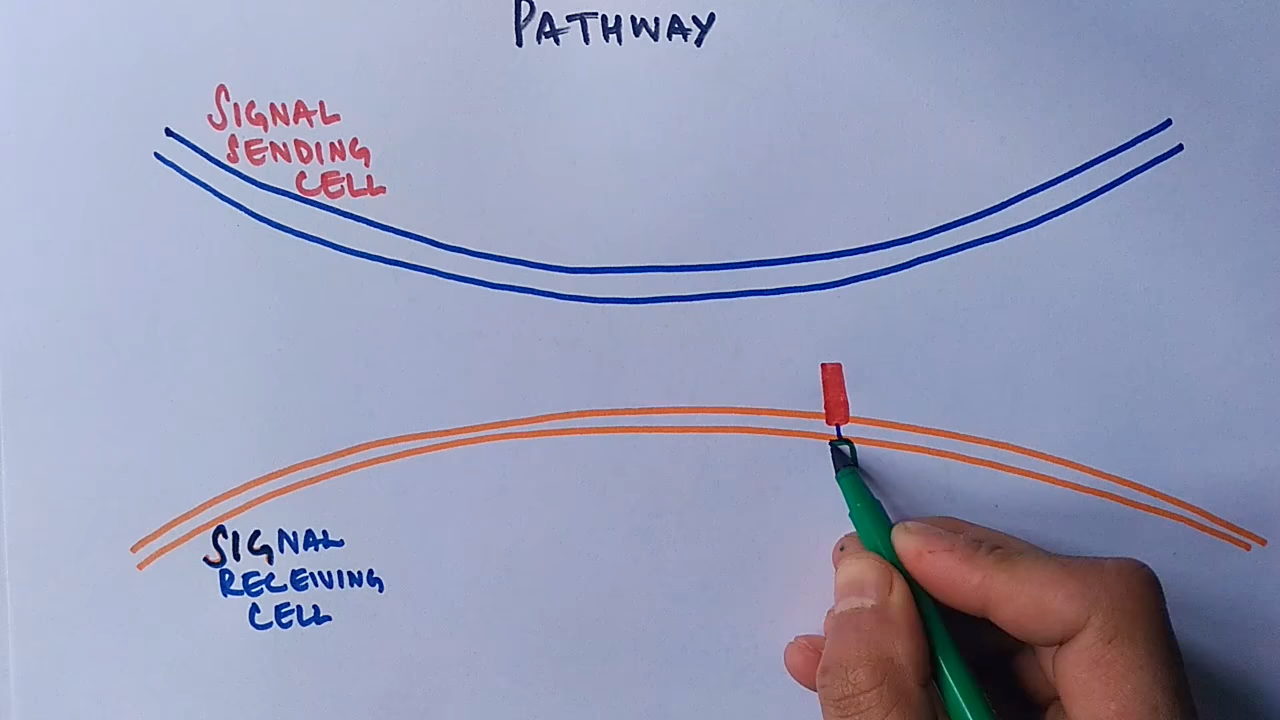 PATHWAY
SIGNAL
SENDING
CELL
SIGNAL
RECEIVING
CELL